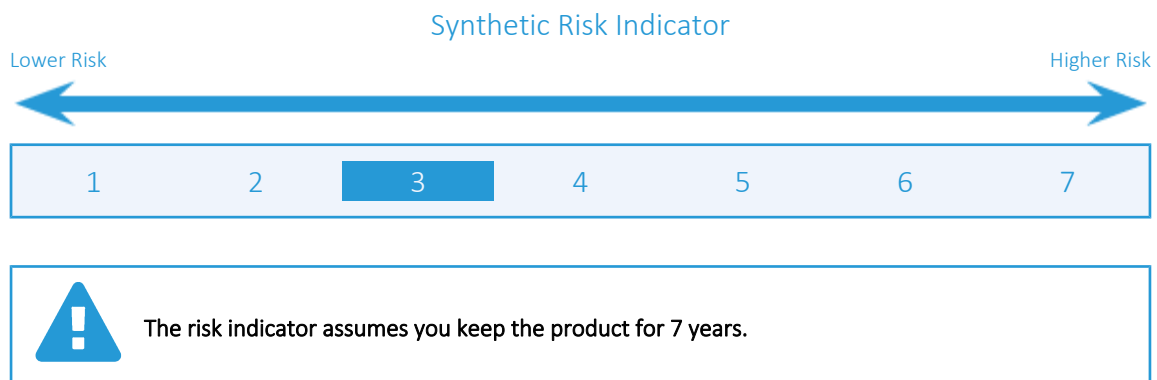 Synthetic Risk Indicator
Lower Risk Higher Risk
1 2 3 4 5 6 7
The risk indicator assumes you keep the product for 7 years.